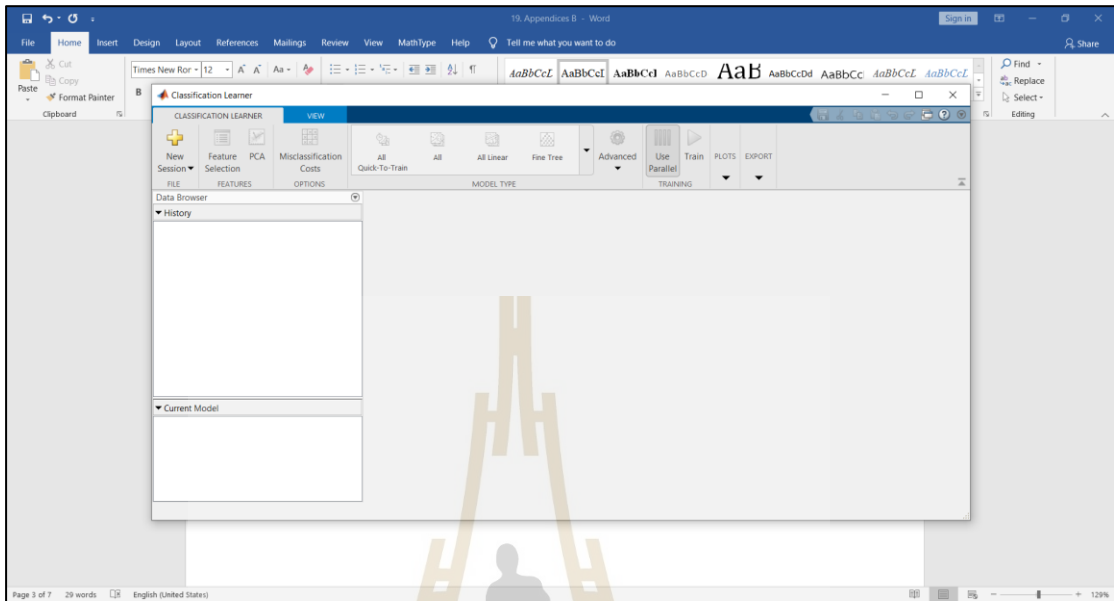 19. Appendices B - Word
Sign in
File Home Insert Design Layout References Mailings Review View MathType Help Tell me what you want to do Share
Paste
Cut
Copy
Format Painter
Clipboard
Times New Ror 12
B
Aa
AaBbCcL AaBbCcI AaBbCcI AaBbCcD AaB AaBbCcDd AaBbCc AaBbCcL AaBbCcL
Find
Replace
Select
Editing
Classification Learner
CLASSIFICATION LEARNER VIEW
New Session
Feature Selection
PCA
Misclassification Costs
All Quick-To-Train
All
All Linear
Fine Tree
Advanced
Use Parallel
Train
PLOTS
EXPORT
FILE FEATURES OPTIONS MODEL TYPE TRAINING
Data Browser
History
Current Model
Page 3 of 7 29 words English (United States) 129%